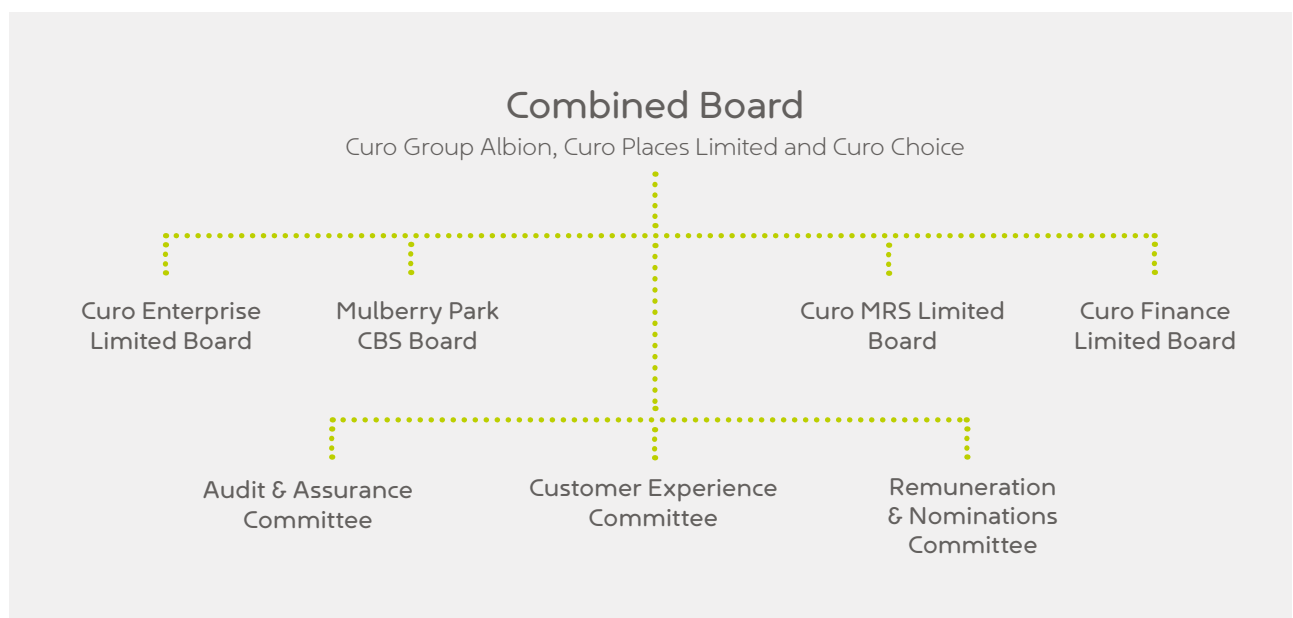 Combined Board
Curo Group Albion, Curo Places Limited and Curo Choice
Curo Enterprise
Limited Board
Mulberry Park
CBS Board
Curo MRS Limited
Board
Curo Finance
Limited Board
Audit & Assurance
Committee
Customer Experience
Committee
Remuneration
& Nominations
Committee